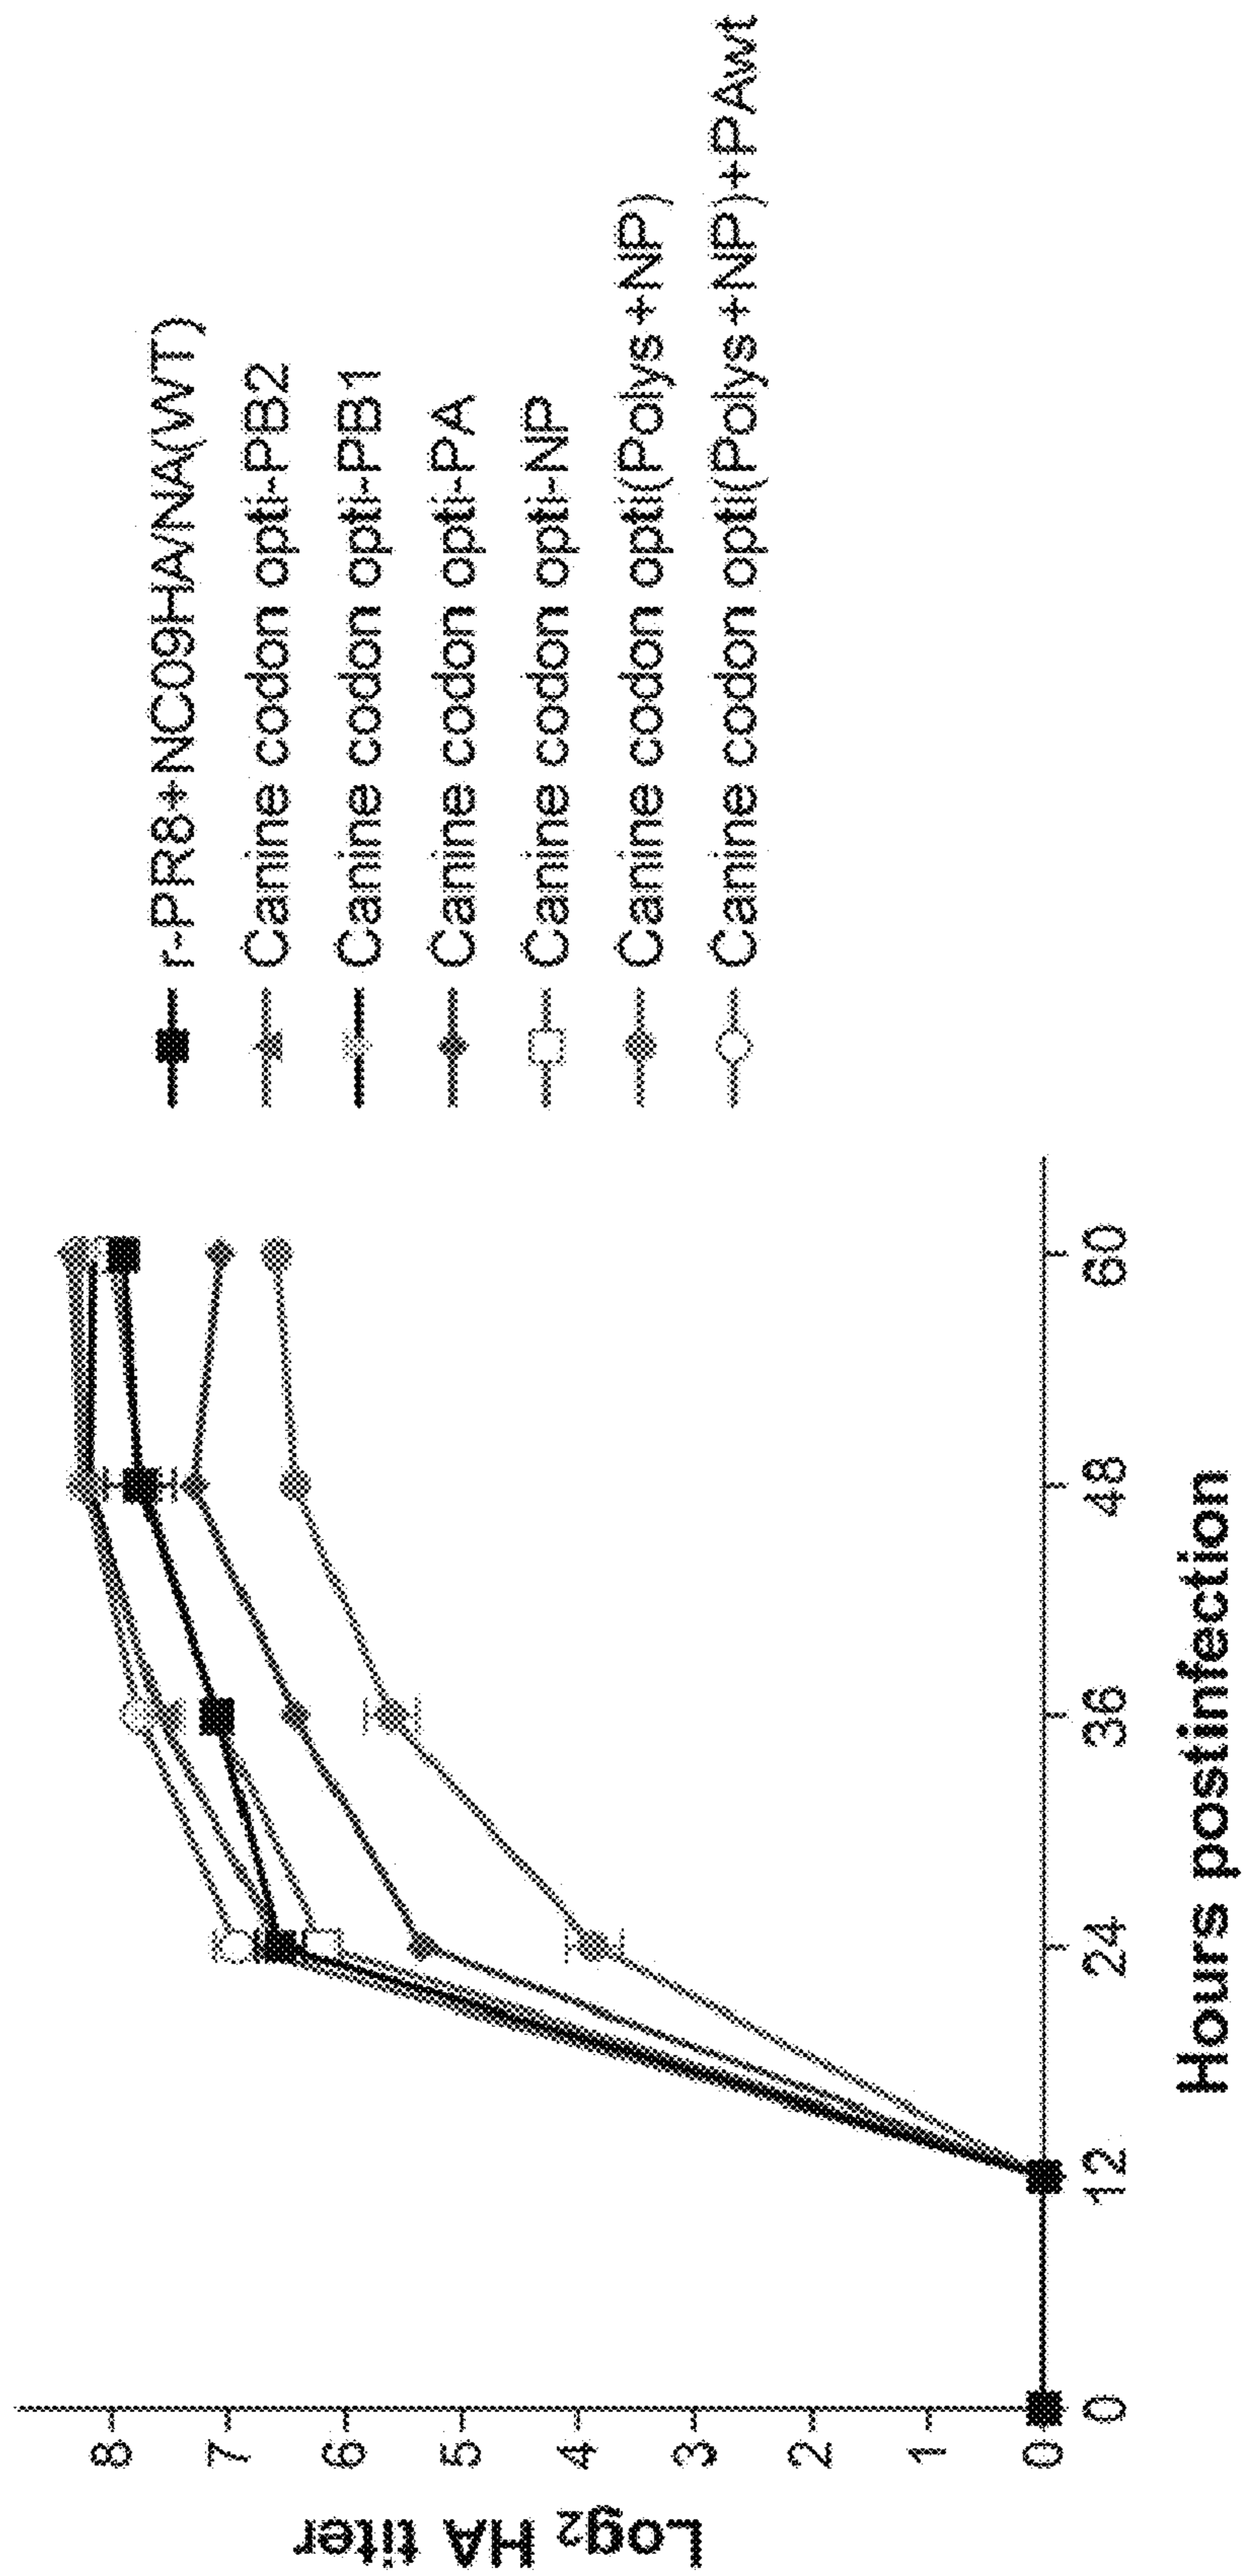 Log₂ HA titer
8
7
6
5
4
3
2
1
0
0 12 24 36 48 60
Hours postinfection
r-PR8+NC09HA/NA(WT)
Canine codon opti-PB2
Canine codon opti-PB1
Canine codon opti-PA
Canine codon opti-NP
Canine codon opti(Polys+NP)
Canine codon opti(Polys+NP)+PAwt